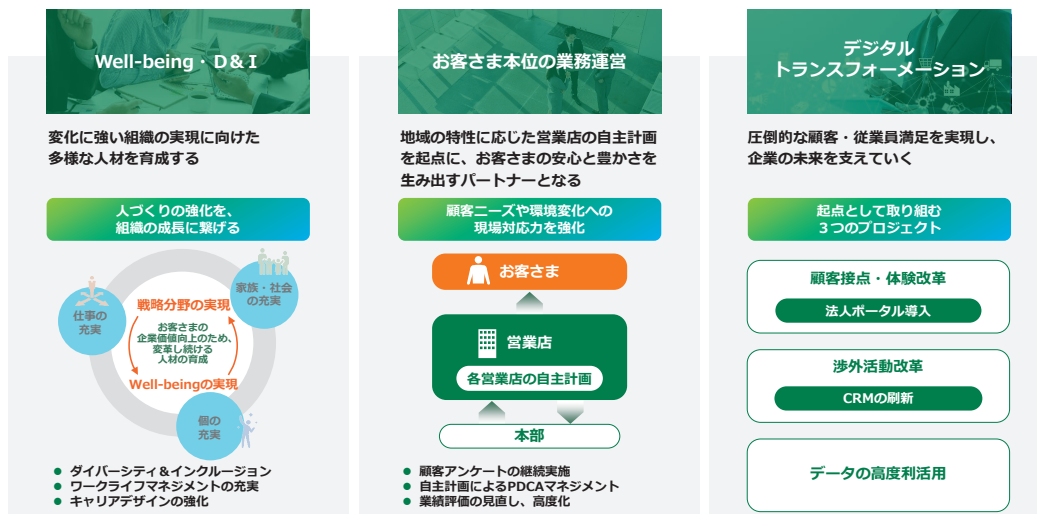 Well-being・D&I
変化に強い組織の実現に向けた
多様な人材を育成する
人づくりの強化を、
組織の成長に繋げる
家族・社会
の充実
仕事の
充実
戦略分野の実現
お客さまの
企業価値向上のため、
変革し続ける
人材の育成
Well-beingの実現
個の
充実
● ダイバーシティ&インクルージョン
● ワークライフマネジメントの充実
● キャリアデザインの強化
お客さま本位の業務運営
地域の特性に応じた営業店の自主計画
を起点に、お客さまの安心と豊かさを
生み出すパートナーとなる
顧客ニーズや環境変化への
現場対応力を強化
お客さま
営業店
各営業店の自主計画
本部
● 顧客アンケートの継続実施
● 自主計画によるPDCAマネジメント
● 業績評価の見直し、高度化
デジタル
トランスフォーメーション
圧倒的な顧客・従業員満足を実現し、
企業の未来を支えていく
起点として取り組む
3つのプロジェクト
顧客接点・体験改革
法人ポータル導入
渉外活動改革
CRMの刷新
データの高度利活用